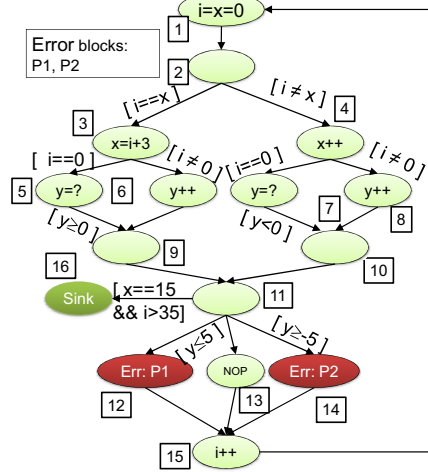 i=x=0
1
Error blocks:
P1, P2
2
[ i==x ]
[ i ≠ x ]
3
4
x=i+3
x++
[ i==0 ]
[ i ≠ 0 ]
[ i==0 ]
[ i ≠ 0 ]
5
y=?
6
y++
y=?
7
y++
8
[ y≥0 ]
[ y<0 ]
9
10
16
Sink
[ x==15
&& i>35]
11
[ y≤5 ]
[ y≥-5 ]
Err: P1
NOP
Err: P2
12
13
14
15
i++